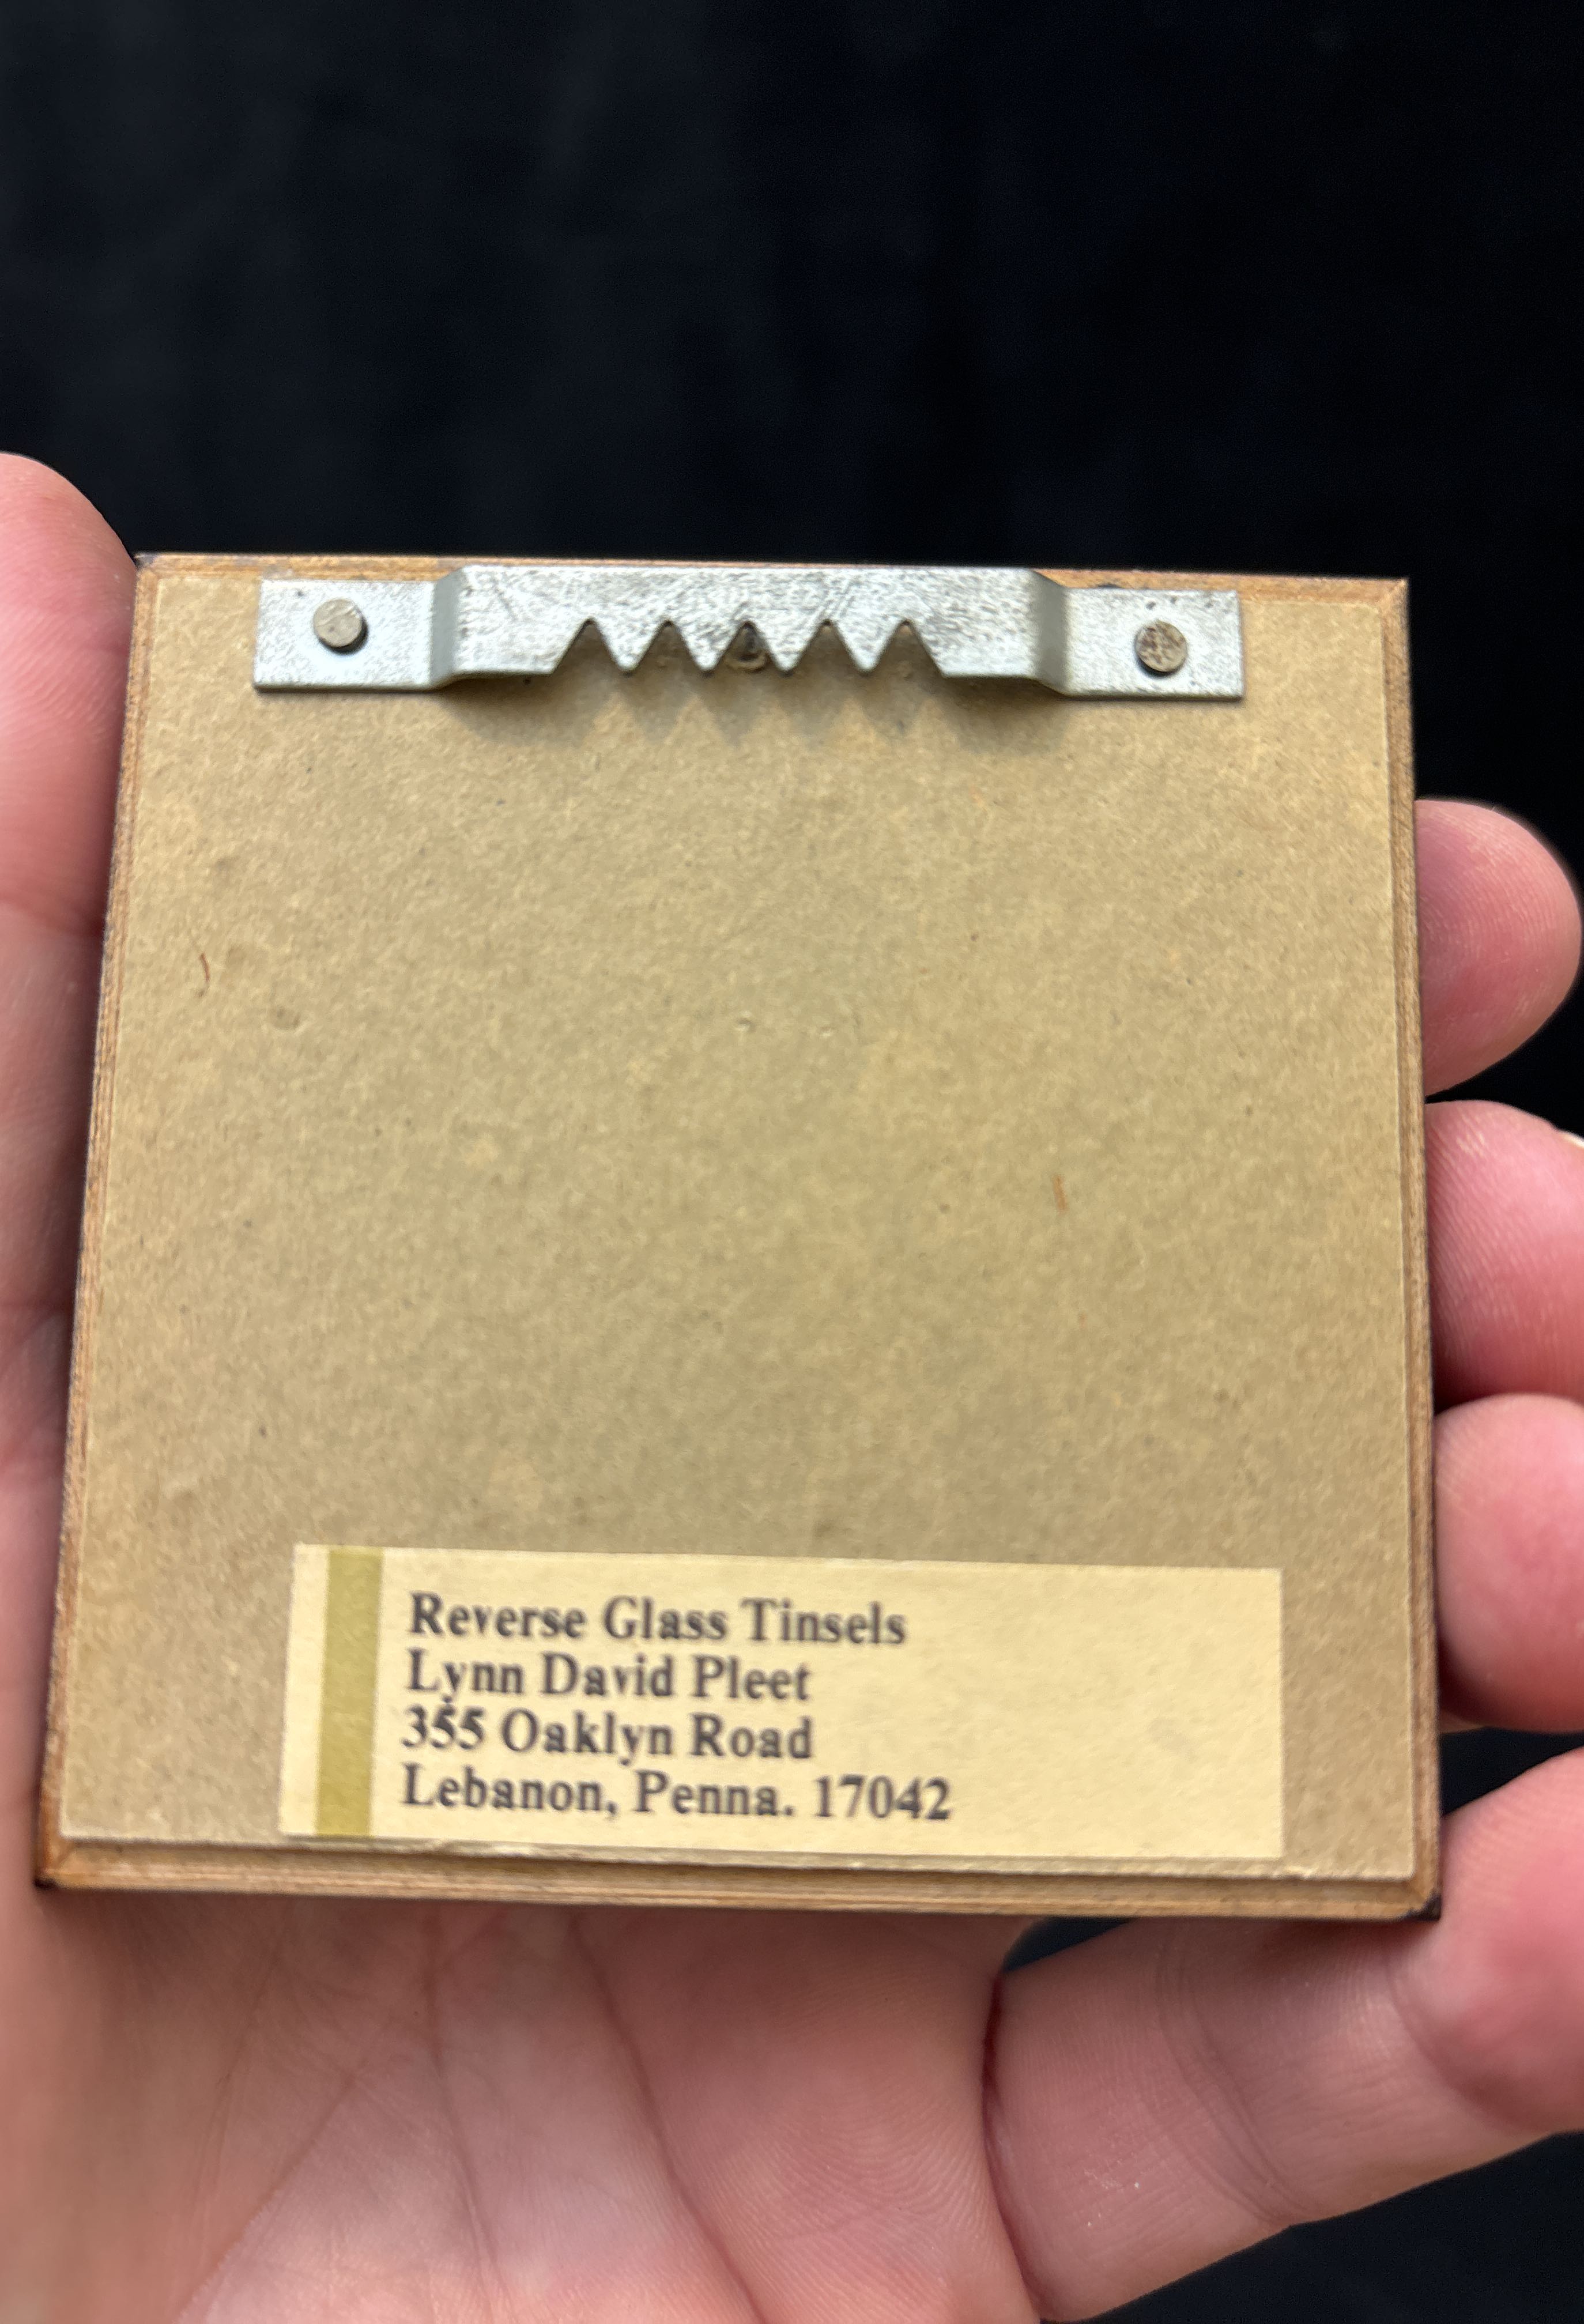 Reverse Glass Tinsels
Lynn David Pleet
355 Oaklyn Road
Lebanon, Penna. 17042